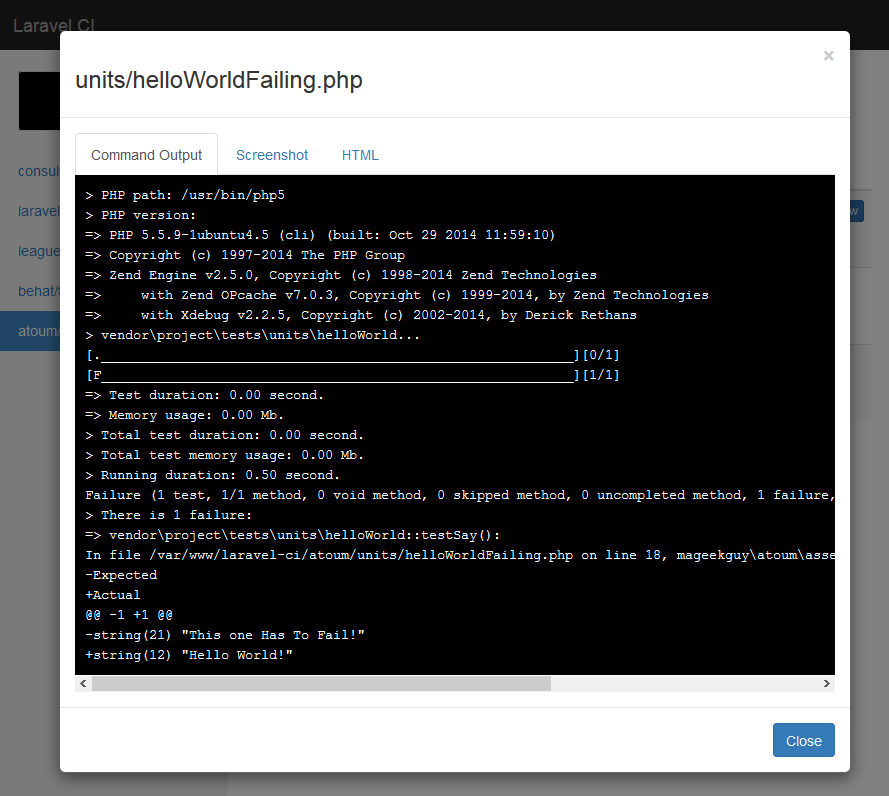 Laravel CI
×
units/helloWorldFailing.php
Command Output Screenshot HTML
> PHP path: /usr/bin/php5
> PHP version:
=> PHP 5.5.9-1ubuntu4.5 (cli) (built: Oct 29 2014 11:59:10)
=> Copyright (c) 1997-2014 The PHP Group
=> Zend Engine v2.5.0, Copyright (c) 1998-2014 Zend Technologies
=>     with Zend OPcache v7.0.3, Copyright (c) 1999-2014, by Zend Technologies
=>     with Xdebug v2.2.5, Copyright (c) 2002-2014, by Derick Rethans
> vendor\project\tests\units\helloWorld...
[.___________________________________________________________][0/1]
[F___________________________________________________________][1/1]
=> Test duration: 0.00 second.
=> Memory usage: 0.00 Mb.
> Total test duration: 0.00 second.
> Total test memory usage: 0.00 Mb.
> Running duration: 0.50 second.
Failure (1 test, 1/1 method, 0 void method, 0 skipped method, 0 uncompleted method, 1 failure,
> There is 1 failure:
=> vendor\project\tests\units\helloWorld::testSay():
In file /var/www/laravel-ci/atoum/units/helloWorldFailing.php on line 18, mageekguy\atoum\asse
-Expected
+Actual
@@ -1 +1 @@
-string(21) "This one Has To Fail!"
+string(12) "Hello World!"
Close
consul
laravel
league
behat/
atoum/
w